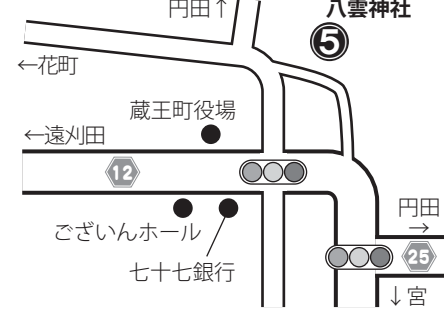 円田↑
八雲神社
5
←花町
蔵王町役場
←遠刈田
12
円田
→
ございんホール
25
七十七銀行
↓宮